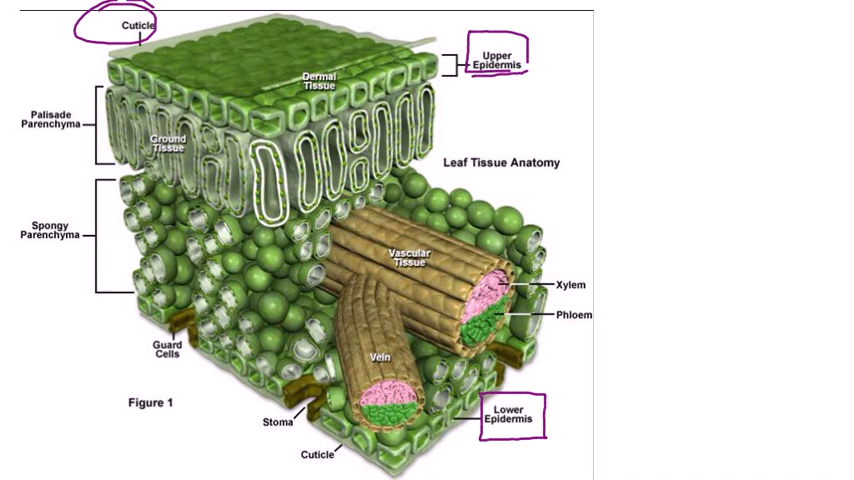 Cuticle
Upper
Epidermis
Dermal
Tissue
Palisade
Parenchyma
Ground
Tissue
Leaf Tissue Anatomy
Spongy
Parenchyma
Vascular
Tissue
Xylem
Phloem
Guard
Cells
Vein
Figure 1
Stoma
Lower
Epidermis
Cuticle